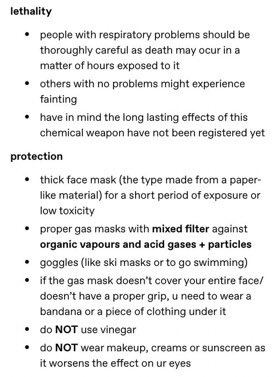 lethality
• people with respiratory problems should be
thoroughly careful as death may occur in a
matter of hours exposed to it
• others with no problems might experience
fainting
• have in mind the long lasting effects of this
chemical weapon have not been registered yet
protection
• thick face mask (the type made from a paper-
like material) for a short period of exposure or
low toxicity
• proper gas masks with mixed filter against
organic vapours and acid gases + particles
• goggles (like ski masks or to go swimming)
• if the gas mask doesn't cover your entire face/
doesn't have a proper grip, u need to wear a
bandana or a piece of clothing under it
• do NOT use vinegar
• do NOT wear makeup, creams or sunscreen as
it worsens the effect on ur eyes